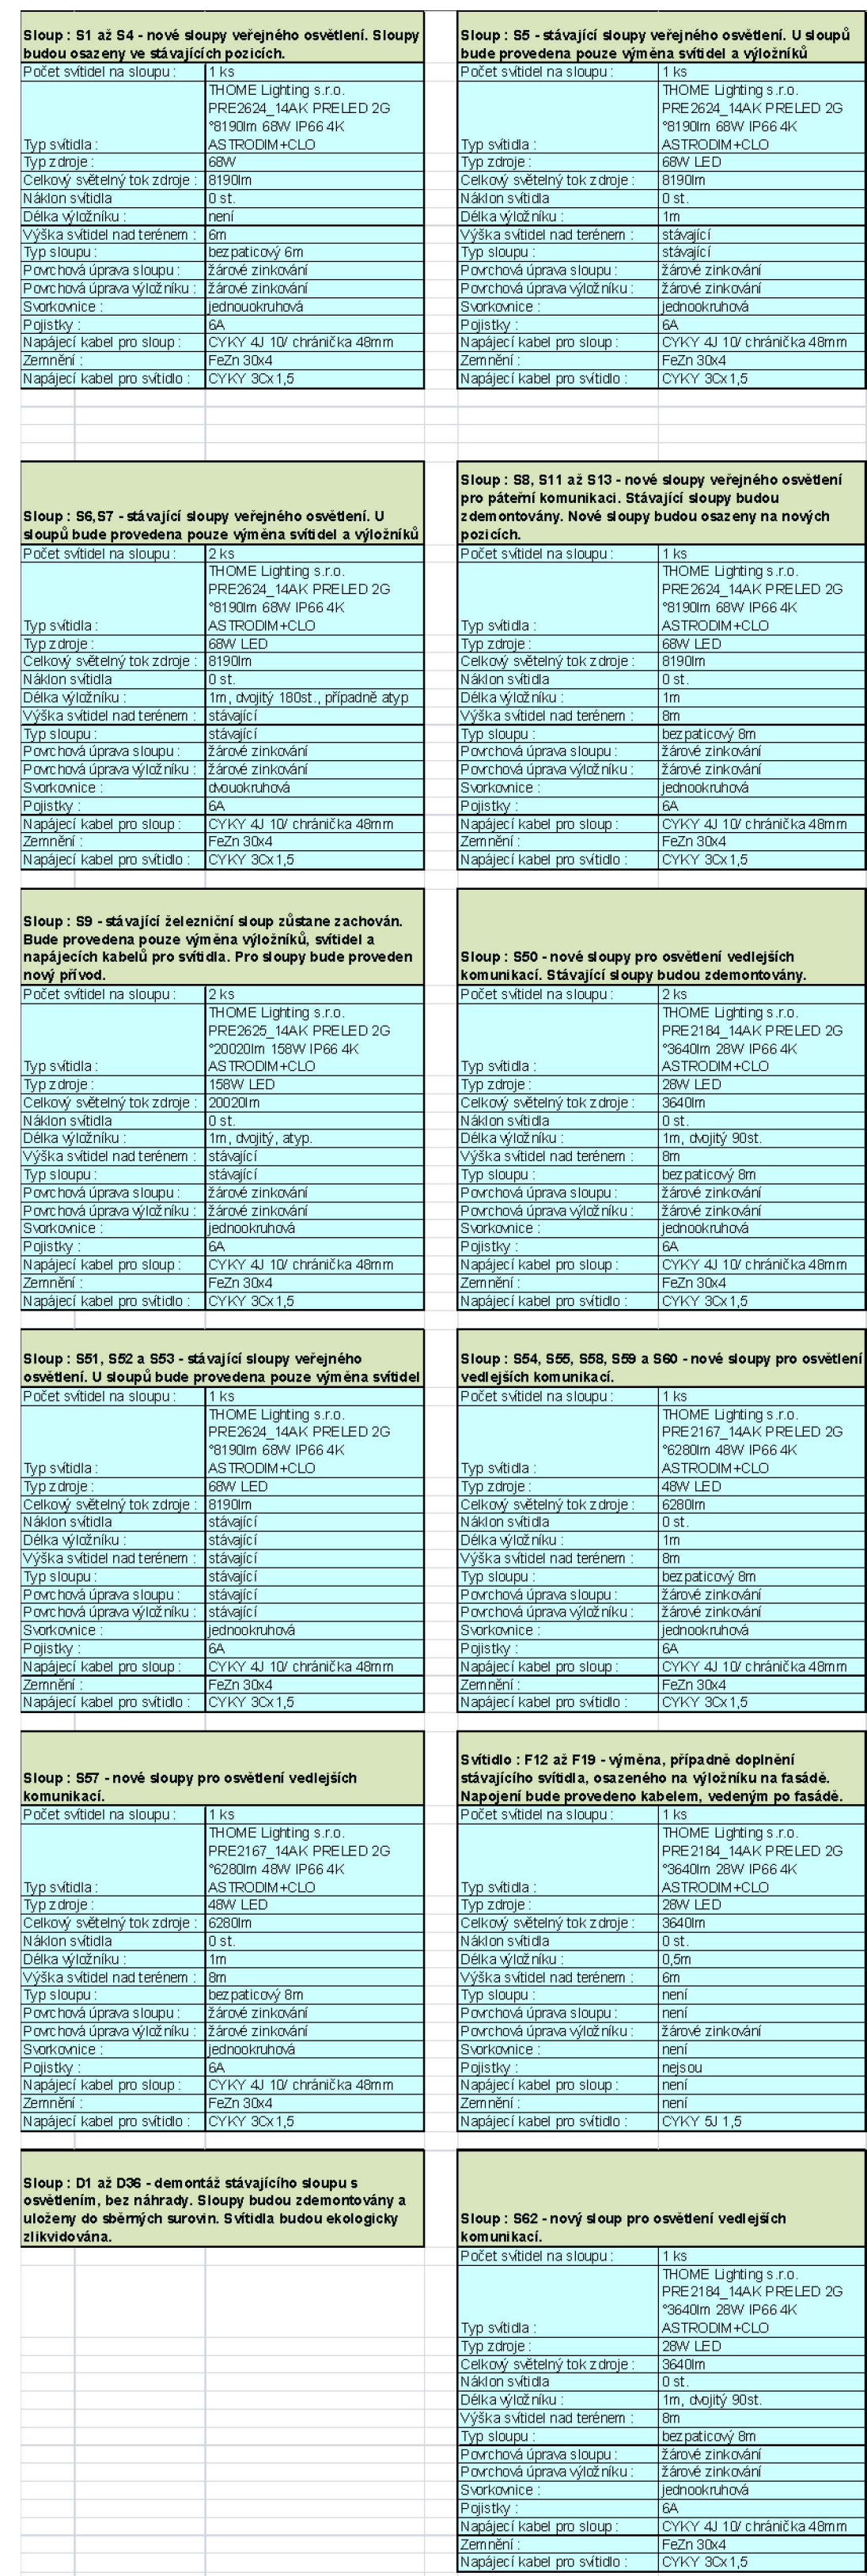 Sloup : S1 až S4 - nové sloupy veřejného osvětlení. Sloupy
budou osazeny ve stávajících pozicích.
Počet svítidel na sloupu : 1 ks
THOME Lighting s.r.o.
PRE2624_14AK PRELED 2G
°8190lm 68W IP66 4K
Typ svítidla : ASTRODIM+CLO
Typ zdroje : 68W
Celkový světelný tok zdroje : 8190lm
Náklon svítidla 0 st.
Délka výložníku : není
Výška svítidel nad terénem : 6m
Typ sloupu : bezpaticový 6m
Povrchová úprava sloupu : žárové zinkování
Povrchová úprava výložníku : žárové zinkování
Svorkovnice : jednouokruhová
Pojistky : 6A
Napájecí kabel pro sloup : CYKY 4J 10/ chránička 48mm
Zemnění : FeZn 30x4
Napájecí kabel pro svítidlo : CYKY 3Cx1,5
Sloup : S5 - stávající sloupy veřejného osvětlení. U sloupů
bude provedena pouze výměna svítidel a výložníků
Počet svítidel na sloupu : 1 ks
THOME Lighting s.r.o.
PRE2624_14AK PRELED 2G
°8190lm 68W IP66 4K
Typ svítidla : ASTRODIM+CLO
Typ zdroje : 68W LED
Celkový světelný tok zdroje : 8190lm
Náklon svítidla 0 st.
Délka výložníku : 1m
Výška svítidel nad terénem : stávající
Typ sloupu : stávající
Povrchová úprava sloupu : žárové zinkování
Povrchová úprava výložníku : žárové zinkování
Svorkovnice : jednookruhová
Pojistky : 6A
Napájecí kabel pro sloup : CYKY 4J 10/ chránička 48mm
Zemnění : FeZn 30x4
Napájecí kabel pro svítidlo : CYKY 3Cx1,5
Sloup : S6,S7 - stávající sloupy veřejného osvětlení. U
sloupů bude provedena pouze výměna svítidel a výložníků
Počet svítidel na sloupu : 2 ks
THOME Lighting s.r.o.
PRE2624_14AK PRELED 2G
°8190lm 68W IP66 4K
Typ svítidla : ASTRODIM+CLO
Typ zdroje : 68W LED
Celkový světelný tok zdroje : 8190lm
Náklon svítidla 0 st.
Délka výložníku : 1m, dvojitý 180st., případně atyp
Výška svítidel nad terénem : stávající
Typ sloupu : stávající
Povrchová úprava sloupu : žárové zinkování
Povrchová úprava výložníku : žárové zinkování
Svorkovnice : dvouokruhová
Pojistky : 6A
Napájecí kabel pro sloup : CYKY 4J 10/ chránička 48mm
Zemnění : FeZn 30x4
Napájecí kabel pro svítidlo : CYKY 3Cx1,5
Sloup : S8, S11 až S13 - nové sloupy veřejného osvětlení
pro páteřní komunikaci. Stávající sloupy budou
zdemontovány. Nové sloupy budou osazeny na nových
pozicích.
Počet svítidel na sloupu : 1 ks
THOME Lighting s.r.o.
PRE2624_14AK PRELED 2G
°8190lm 68W IP66 4K
Typ svítidla : ASTRODIM+CLO
Typ zdroje : 68W LED
Celkový světelný tok zdroje : 8190lm
Náklon svítidla 0 st.
Délka výložníku : 1m
Výška svítidel nad terénem : 8m
Typ sloupu : bezpaticový 8m
Povrchová úprava sloupu : žárové zinkování
Povrchová úprava výložníku : žárové zinkování
Svorkovnice : jednookruhová
Pojistky : 6A
Napájecí kabel pro sloup : CYKY 4J 10/ chránička 48mm
Zemnění : FeZn 30x4
Napájecí kabel pro svítidlo : CYKY 3Cx1,5
Sloup : S9 - stávající železniční sloup zůstane zachován.
Bude provedena pouze výměna výložníků, svítidel a
napájecích kabelů pro svítidla. Pro sloupy bude proveden
nový přívod.
Počet svítidel na sloupu : 2 ks
THOME Lighting s.r.o.
PRE2625_14AK PRELED 2G
°20020lm 158W IP66 4K
Typ svítidla : ASTRODIM+CLO
Typ zdroje : 158W LED
Celkový světelný tok zdroje : 20020lm
Náklon svítidla 0 st.
Délka výložníku : 1m, dvojitý, atyp.
Výška svítidel nad terénem : stávající
Typ sloupu : stávající
Povrchová úprava sloupu : žárové zinkování
Povrchová úprava výložníku : žárové zinkování
Svorkovnice : jednookruhová
Pojistky : 6A
Napájecí kabel pro sloup : CYKY 4J 10/ chránička 48mm
Zemnění : FeZn 30x4
Napájecí kabel pro svítidlo : CYKY 3Cx1,5
Sloup : S50 - nové sloupy pro osvětlení vedlejších
komunikací. Stávající sloupy budou zdemontovány.
Počet svítidel na sloupu : 2 ks
THOME Lighting s.r.o.
PRE2184_14AK PRELED 2G
°3640lm 28W IP66 4K
Typ svítidla : ASTRODIM+CLO
Typ zdroje : 28W LED
Celkový světelný tok zdroje : 3640lm
Náklon svítidla 0 st.
Délka výložníku : 1m, dvojitý 90st.
Výška svítidel nad terénem : 8m
Typ sloupu : bezpaticový 8m
Povrchová úprava sloupu : žárové zinkování
Povrchová úprava výložníku : žárové zinkování
Svorkovnice : jednookruhová
Pojistky : 6A
Napájecí kabel pro sloup : CYKY 4J 10/ chránička 48mm
Zemnění : FeZn 30x4
Napájecí kabel pro svítidlo : CYKY 3Cx1,5
Sloup : S51, S52 a S53 - stávající sloupy veřejného
osvětlení. U sloupů bude provedena pouze výměna svítidel
Počet svítidel na sloupu : 1 ks
THOME Lighting s.r.o.
PRE2624_14AK PRELED 2G
°8190lm 68W IP66 4K
Typ svítidla : ASTRODIM+CLO
Typ zdroje : 68W LED
Celkový světelný tok zdroje : 8190lm
Náklon svítidla stávající
Délka výložníku : stávající
Výška svítidel nad terénem : stávající
Typ sloupu : stávající
Povrchová úprava sloupu : stávající
Povrchová úprava výložníku : stávající
Svorkovnice : jednookruhová
Pojistky : 6A
Napájecí kabel pro sloup : CYKY 4J 10/ chránička 48mm
Zemnění : FeZn 30x4
Napájecí kabel pro svítidlo : CYKY 3Cx1,5
Sloup : S54, S55, S58, S59 a S60 - nové sloupy pro osvětlení
vedlejších komunikací.
Počet svítidel na sloupu : 1 ks
THOME Lighting s.r.o.
PRE2167_14AK PRELED 2G
°6280lm 48W IP66 4K
Typ svítidla : ASTRODIM+CLO
Typ zdroje : 48W LED
Celkový světelný tok zdroje : 6280lm
Náklon svítidla 0 st.
Délka výložníku : 1m
Výška svítidel nad terénem : 8m
Typ sloupu : bezpaticový 8m
Povrchová úprava sloupu : žárové zinkování
Povrchová úprava výložníku : žárové zinkování
Svorkovnice : jednookruhová
Pojistky : 6A
Napájecí kabel pro sloup : CYKY 4J 10/ chránička 48mm
Zemnění : FeZn 30x4
Napájecí kabel pro svítidlo : CYKY 3Cx1,5
Sloup : S57 - nové sloupy pro osvětlení vedlejších
komunikací.
Počet svítidel na sloupu : 1 ks
THOME Lighting s.r.o.
PRE2167_14AK PRELED 2G
°6280lm 48W IP66 4K
Typ svítidla : ASTRODIM+CLO
Typ zdroje : 48W LED
Celkový světelný tok zdroje : 6280lm
Náklon svítidla 0 st.
Délka výložníku : 1m
Výška svítidel nad terénem : 8m
Typ sloupu : bezpaticový 8m
Povrchová úprava sloupu : žárové zinkování
Povrchová úprava výložníku : žárové zinkování
Svorkovnice : jednookruhová
Pojistky : 6A
Napájecí kabel pro sloup : CYKY 4J 10/ chránička 48mm
Zemnění : FeZn 30x4
Napájecí kabel pro svítidlo : CYKY 3Cx1,5
Svítidlo : F12 až F19 - výměna, případně doplnění
stávajícího svítidla, osazeného na výložníku na fasádě.
Napojení bude provedeno kabelem, vedeným po fasádě.
Počet svítidel na sloupu : 1 ks
THOME Lighting s.r.o.
PRE2184_14AK PRELED 2G
°3640lm 28W IP66 4K
Typ svítidla : ASTRODIM+CLO
Typ zdroje : 28W LED
Celkový světelný tok zdroje : 3640lm
Náklon svítidla 0 st.
Délka výložníku : 0,5m
Výška svítidel nad terénem : 6m
Typ sloupu : není
Povrchová úprava sloupu : není
Povrchová úprava výložníku : žárové zinkování
Svorkovnice : není
Pojistky : nejsou
Napájecí kabel pro sloup : není
Zemnění : není
Napájecí kabel pro svítidlo : CYKY 5J 1,5
Sloup : D1 až D36 - demontáž stávajícího sloupu s
osvětlením, bez náhrady. Sloupy budou zdemontovány a
uloženy do sběrných surovin. Svítidla budou ekologicky
zlikvidována.
Sloup : S62 - nový sloup pro osvětlení vedlejších
komunikací.
Počet svítidel na sloupu : 1 ks
THOME Lighting s.r.o.
PRE2184_14AK PRELED 2G
°3640lm 28W IP66 4K
Typ svítidla : ASTRODIM+CLO
Typ zdroje : 28W LED
Celkový světelný tok zdroje : 3640lm
Náklon svítidla 0 st.
Délka výložníku : 1m, dvojitý 90st.
Výška svítidel nad terénem : 8m
Typ sloupu : bezpaticový 8m
Povrchová úprava sloupu : žárové zinkování
Povrchová úprava výložníku : žárové zinkování
Svorkovnice : jednookruhová
Pojistky : 6A
Napájecí kabel pro sloup : CYKY 4J 10/ chránička 48mm
Zemnění : FeZn 30x4
Napájecí kabel pro svítidlo : CYKY 3Cx1,5